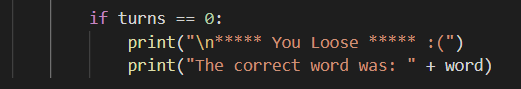 if turns == 0:
print("\n***** You Loose ***** :(")
print("The correct word was: " + word)